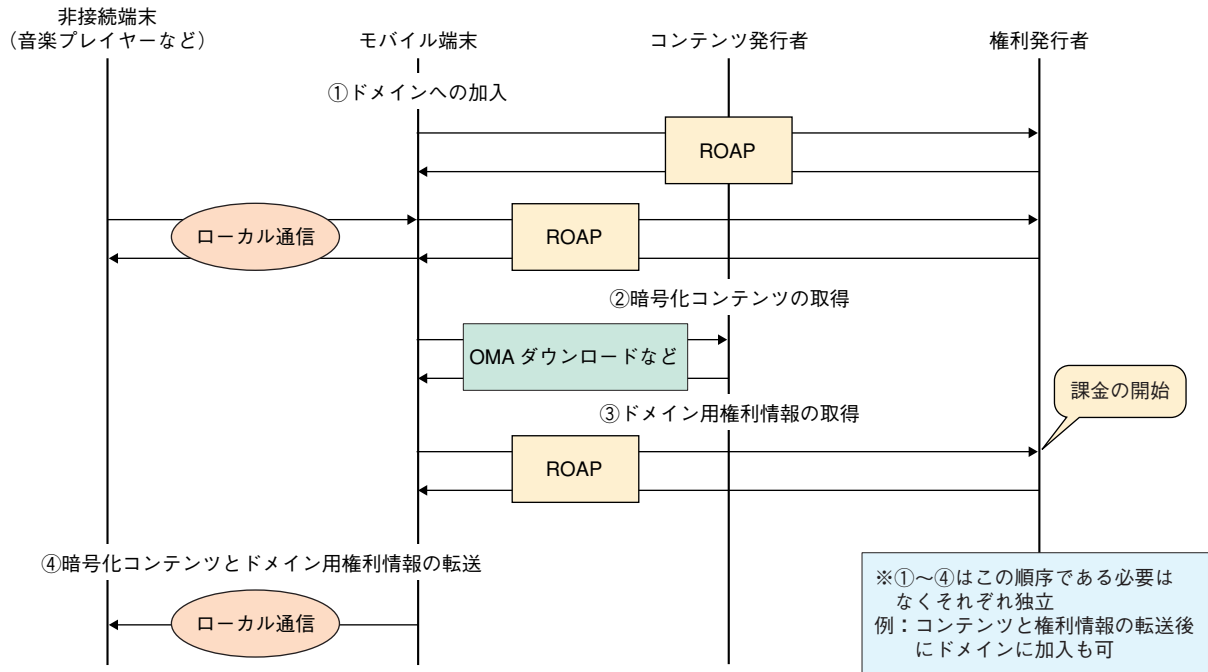 非接続端末
（音楽プレイヤーなど）
モバイル端末
コンテンツ発行者
権利発行者
①ドメインへの加入
ROAP
ローカル通信
ROAP
②暗号化コンテンツの取得
OMA ダウンロードなど
課金の開始
③ドメイン用権利情報の取得
ROAP
④暗号化コンテンツとドメイン用権利情報の転送
ローカル通信
※①～④はこの順序である必要は
なくそれぞれ独立
例：コンテンツと権利情報の転送後
にドメインに加入も可